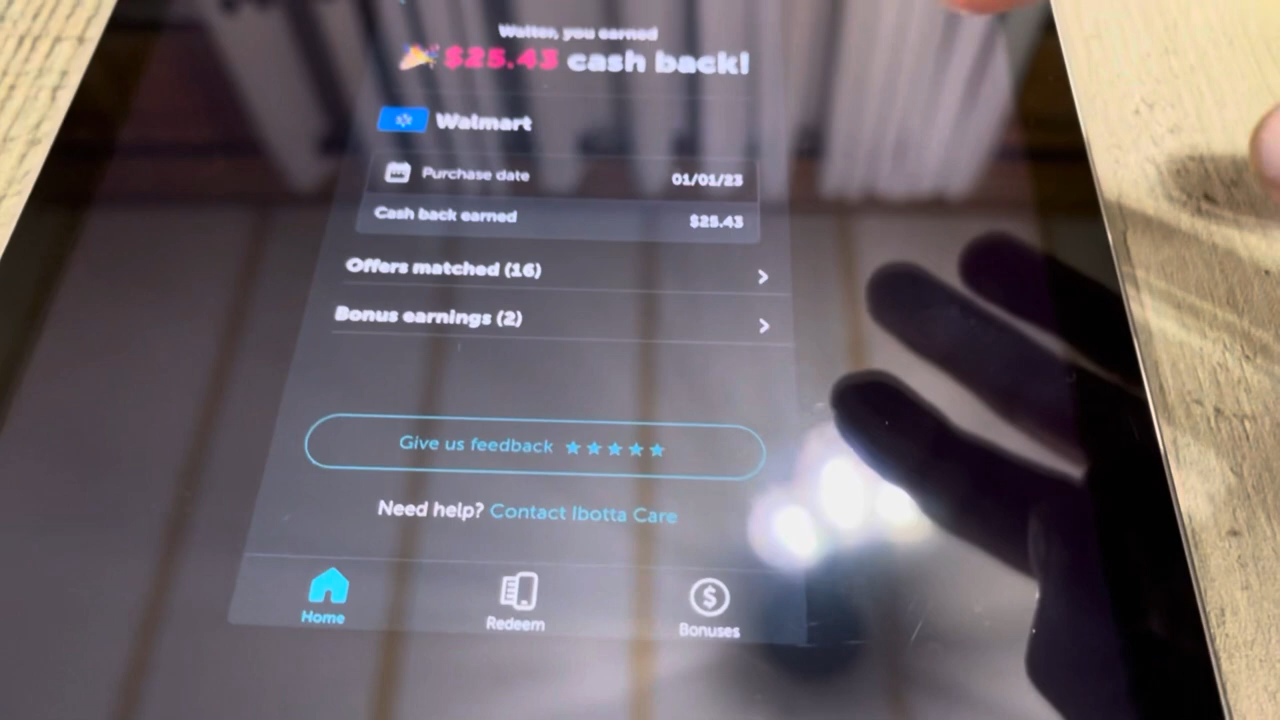 Walter, you earned
$25.43 cash back!
Walmart
Purchase date 01/01/23
Cash back earned $25.43
Offers matched (16)
Bonus earnings (2)
Give us feedback ★★★★★
Need help? Contact Ibotta Care
Home Redeem Bonuses